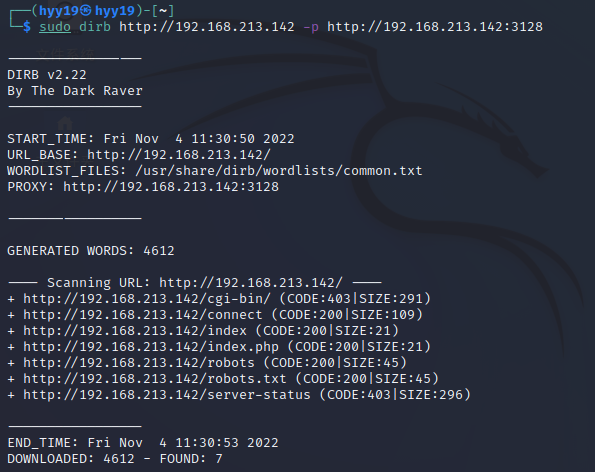 ┌──(hyy19㉿hyy19)-[~]
└─$ sudo dirb http://192.168.213.142 -p http://192.168.213.142:3128
-----------------
DIRB v2.22
By The Dark Raver
-----------------
START_TIME: Fri Nov  4 11:30:50 2022
URL_BASE: http://192.168.213.142/
WORDLIST_FILES: /usr/share/dirb/wordlists/common.txt
PROXY: http://192.168.213.142:3128
-----------------
GENERATED WORDS: 4612
---- Scanning URL: http://192.168.213.142/ ----
+ http://192.168.213.142/cgi-bin/ (CODE:403|SIZE:291)
+ http://192.168.213.142/connect (CODE:200|SIZE:109)
+ http://192.168.213.142/index (CODE:200|SIZE:21)
+ http://192.168.213.142/index.php (CODE:200|SIZE:21)
+ http://192.168.213.142/robots (CODE:200|SIZE:45)
+ http://192.168.213.142/robots.txt (CODE:200|SIZE:45)
+ http://192.168.213.142/server-status (CODE:403|SIZE:296)
-----------------
END_TIME: Fri Nov  4 11:30:53 2022
DOWNLOADED: 4612 - FOUND: 7